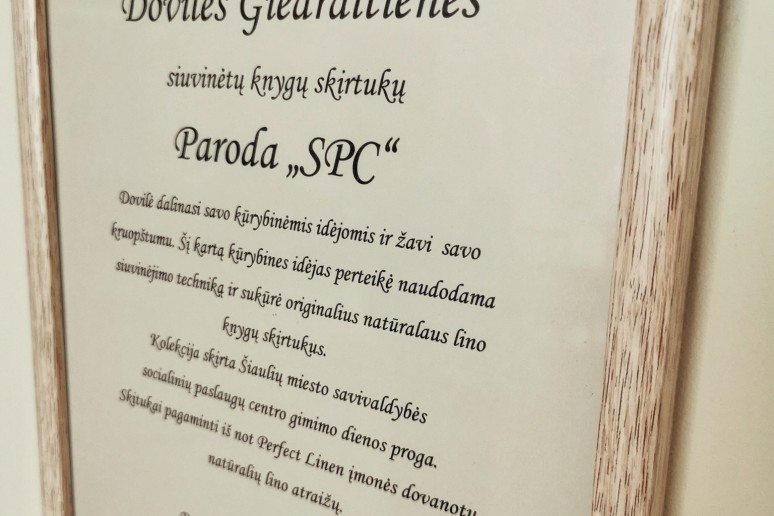 Dovilės Giedraitienės
siuvinėtų knygų skirtukų
Paroda „SPC“
Dovilė dalinasi savo kūrybinėmis idėjomis ir žavi savo
kruopštumu. Šį kartą kūrybines idėjas perteikė naudodama
siuvinėjimo techniką ir sukūrė originalius natūralaus lino
knygų skirtukus.
Kolekcija skirta Šiaulių miesto savivaldybės
socialinių paslaugų centro gimimo dienos proga.
Skitukai pagaminti iš not Perfect Linen įmonės dovanotų
natūralių lino atraižų.